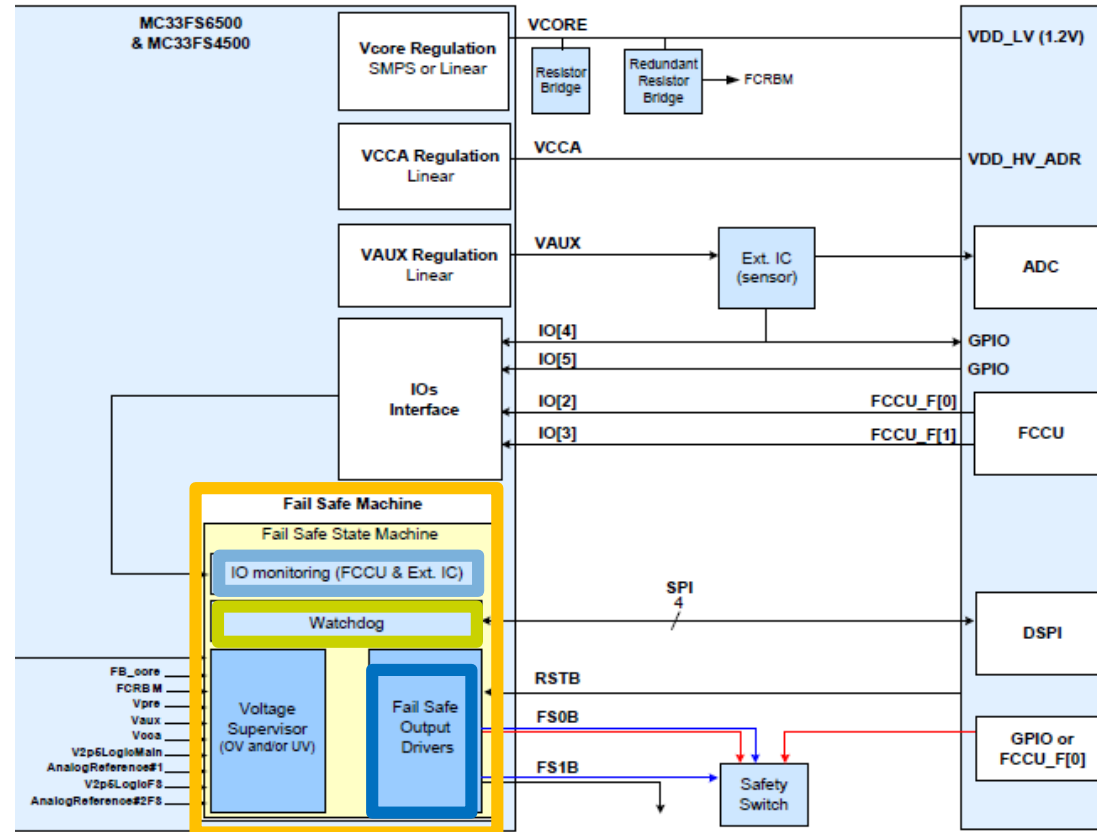 MC33FS6500
& MC33FS4500
Vcore Regulation
SMPS or Linear
VCORE
Resistor
Bridge
Redundant
Resistor
Bridge
FCRBM
VDD_LV (1.2V)
VCCA Regulation
Linear
VCCA
VDD_HV_ADR
VAUX Regulation
Linear
VAUX
Ext. IC
(sensor)
ADC
IOs
Interface
IO[4]
GPIO
IO[5]
GPIO
IO[2]
FCCU_F[0]
IO[3]
FCCU_F[1]
FCCU
Fail Safe Machine
Fail Safe State Machine
IO monitoring (FCCU & Ext. IC)
Watchdog
SPI
4
DSPI
FB_core
FCRBM
Vpre
Vaux
Vcca
V2p5LogicMain
AnalogReference#1
V2p5LogicFS
AnalogReference#2FS
Voltage
Supervisor
(OV and/or UV)
Fail Safe
Output
Drivers
RSTB
FS0B
FS1B
Safety
Switch
GPIO or
FCCU_F[0]